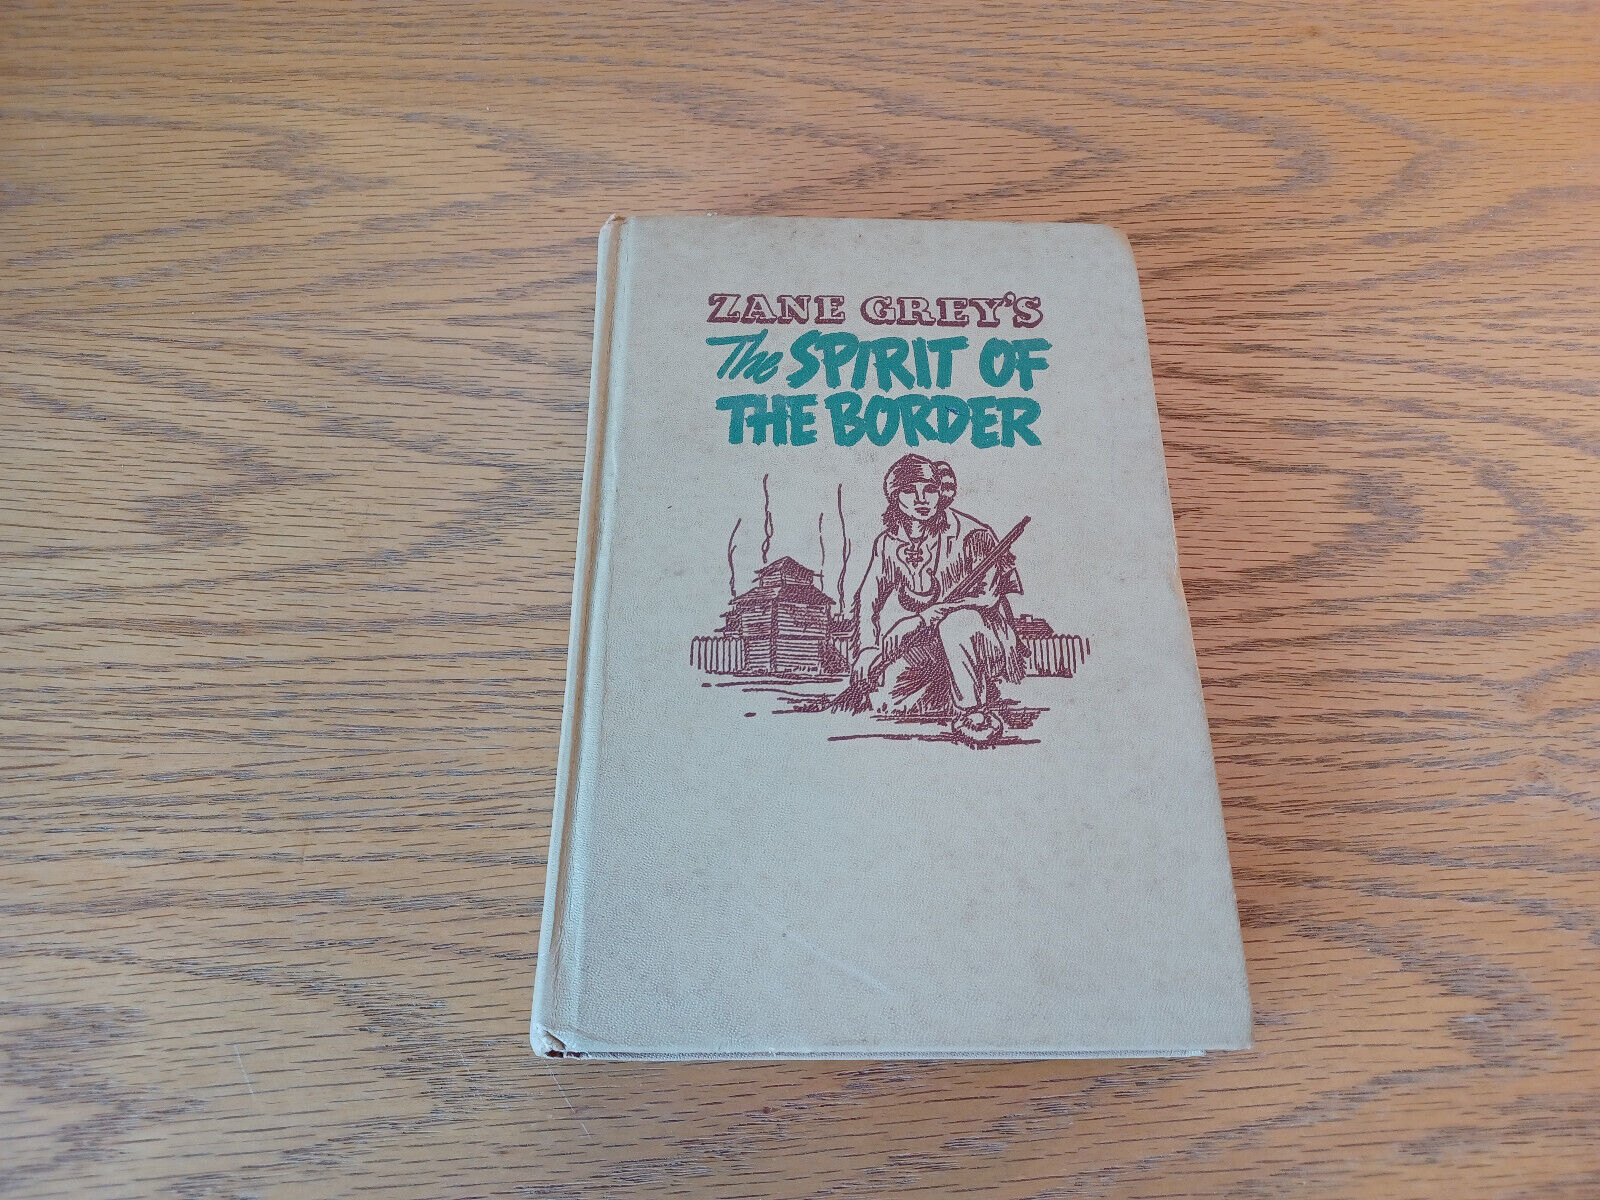 ZANE GREY'S
The SPIRIT OF
THE BORDER